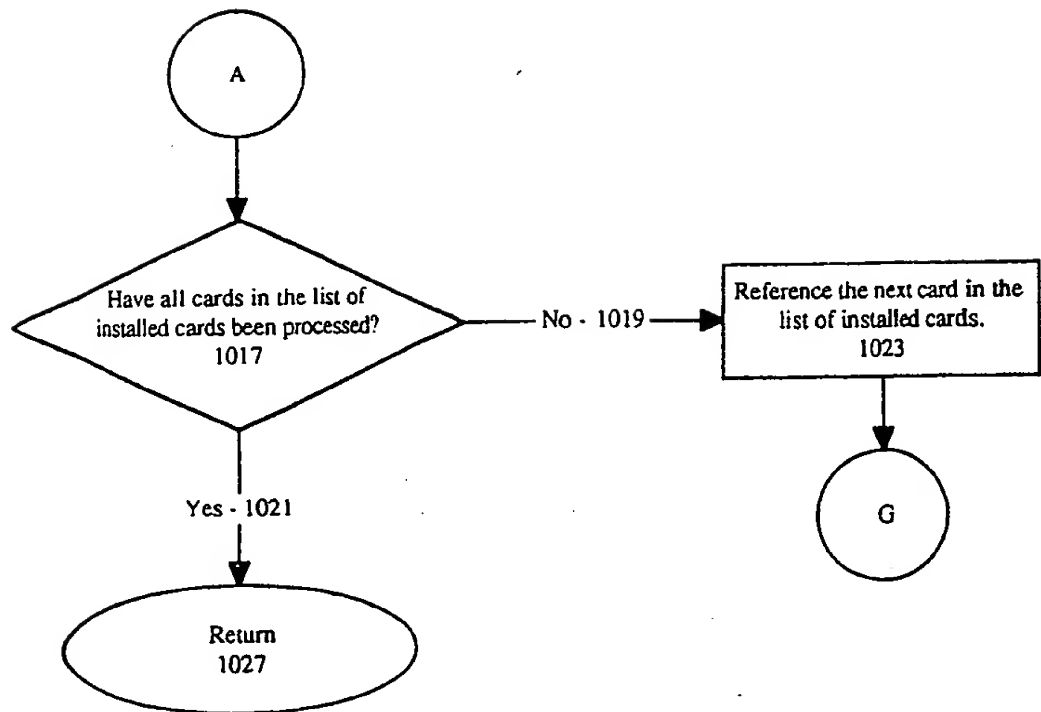 A
Have all cards in the list of
installed cards been processed?
1017
No - 1019
Reference the next card in the
list of installed cards.
1023
Yes - 1021
G
Return
1027